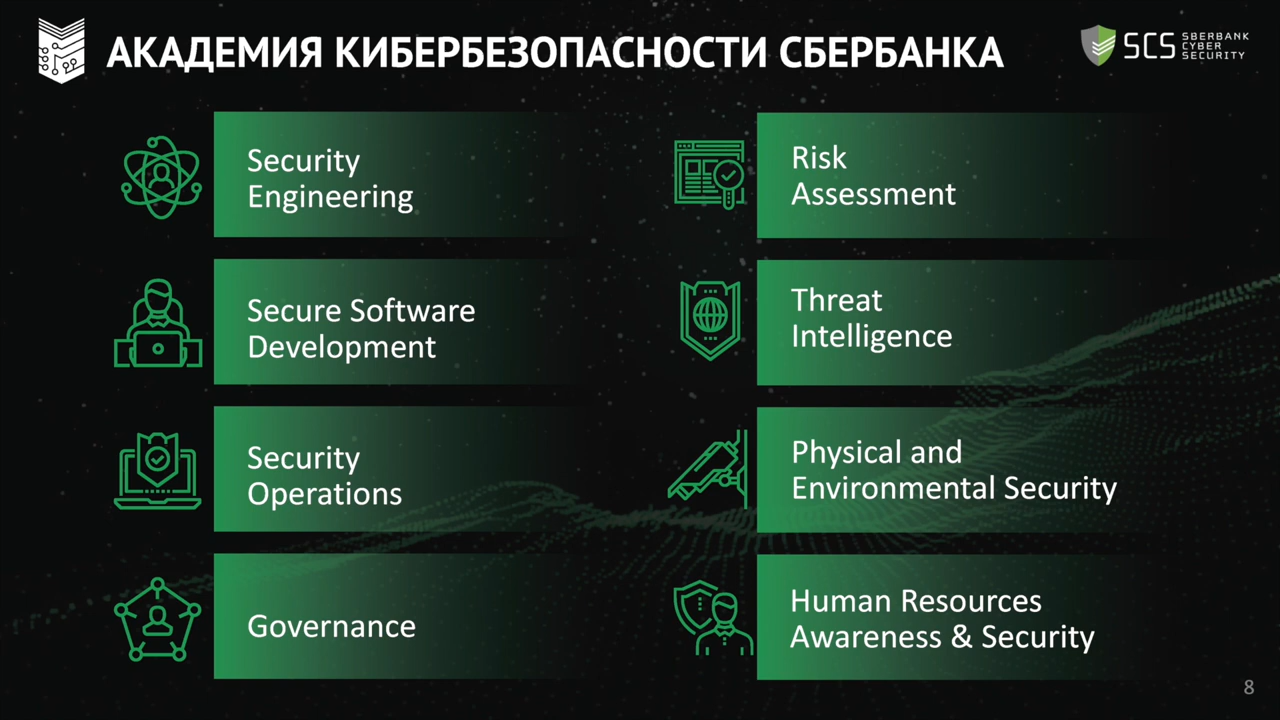 АКАДЕМИЯ КИБЕРБЕЗОПАСНОСТИ СБЕРБАНКА
SCS
SBERBANK
CYBER
SECURITY
Security
Engineering
Secure Software
Development
Security
Operations
Governance
Risk
Assessment
Threat
Intelligence
Physical and
Environmental Security
Human Resources
Awareness & Security
8